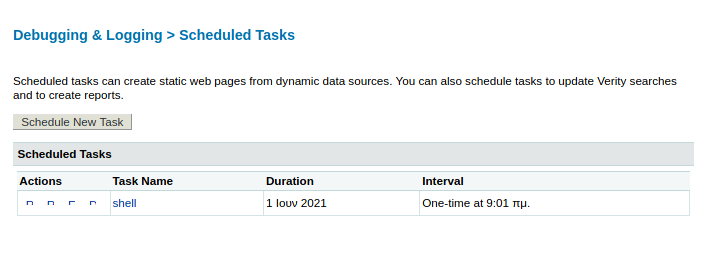 Debugging & Logging > Scheduled Tasks
Scheduled tasks can create static web pages from dynamic data sources. You can also schedule tasks to update Verity searches
and to create reports.
Schedule New Task
Scheduled Tasks
Actions Task Name Duration Interval
shell 1 Ιουν 2021 One-time at 9:01 πμ.